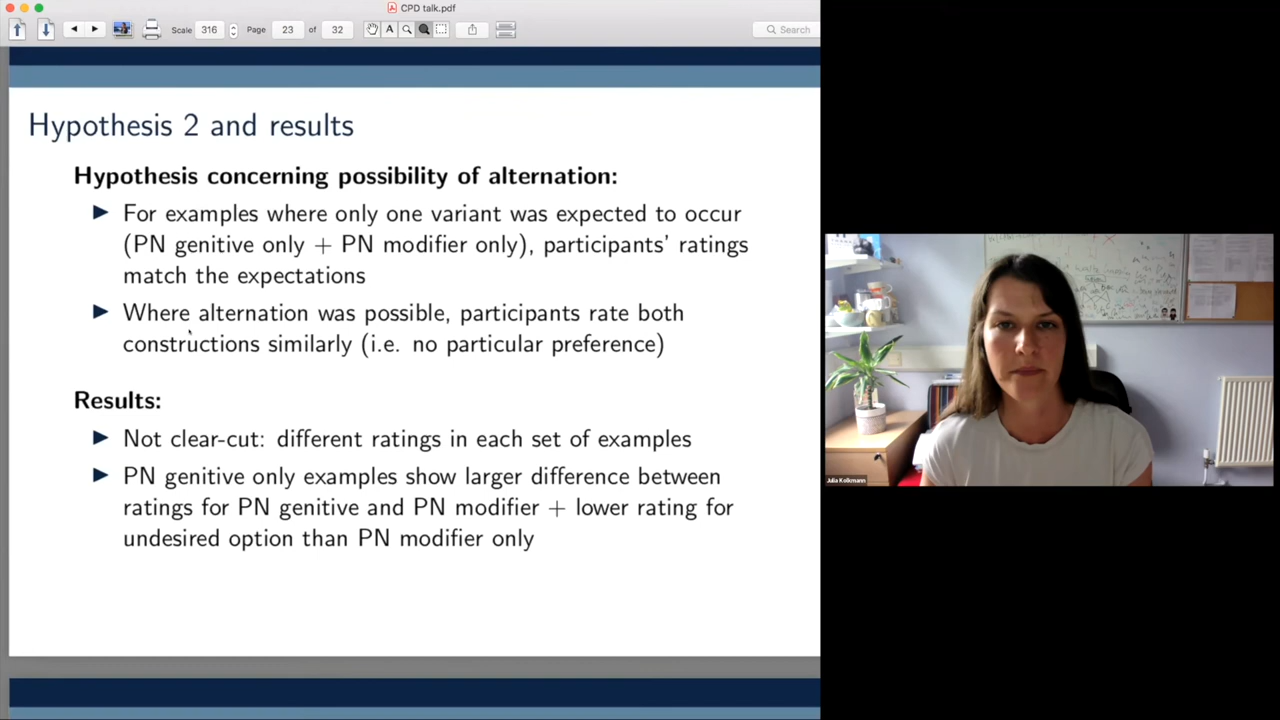 CPD talk.pdf
Scale 316 Page 23 of 32 A Search
Hypothesis 2 and results
Hypothesis concerning possibility of alternation:
For examples where only one variant was expected to occur
(PN genitive only + PN modifier only), participants' ratings
match the expectations
Where alternation was possible, participants rate both
constructions similarly (i.e. no particular preference)
Results:
Not clear-cut: different ratings in each set of examples
PN genitive only examples show larger difference between
ratings for PN genitive and PN modifier + lower rating for
undesired option than PN modifier only
Julia Kolkmann